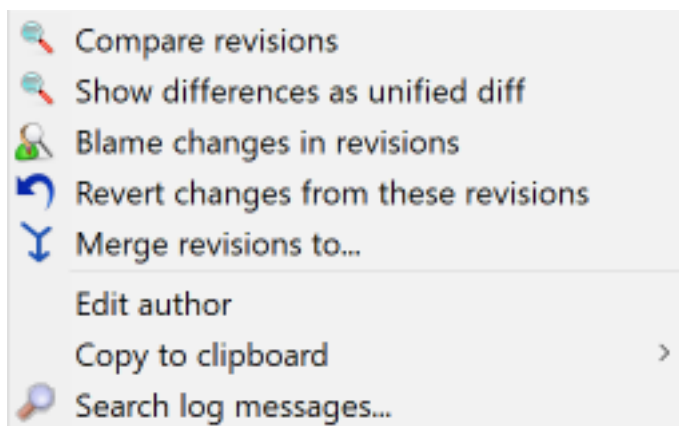 Compare revisions
Show differences as unified diff
Blame changes in revisions
Revert changes from these revisions
Merge revisions to...
Edit author
Copy to clipboard
Search log messages...